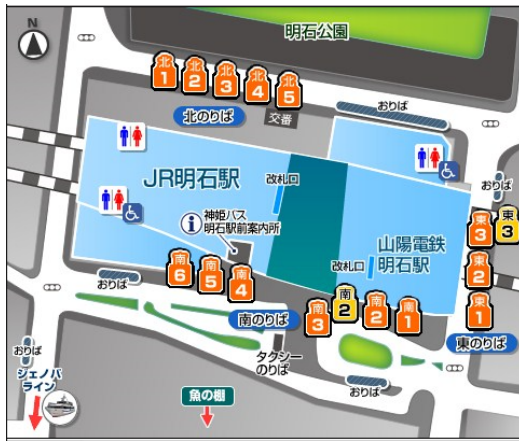 N
明石公園
北
1
北
2
北
3
北
4
北
5
おりば
北のりば
交番
JR明石駅
改札口
おりば
東
3
東
3
神姫バス
明石駅前案内所
山陽電鉄
明石駅
改札口
東
2
南
6
南
5
南
4
おりば
南
3
南
2
南
2
南
1
東
1
南のりば
東のりば
タクシー
のりば
おりば
ジェノバ
ライン
魚の棚
おりば